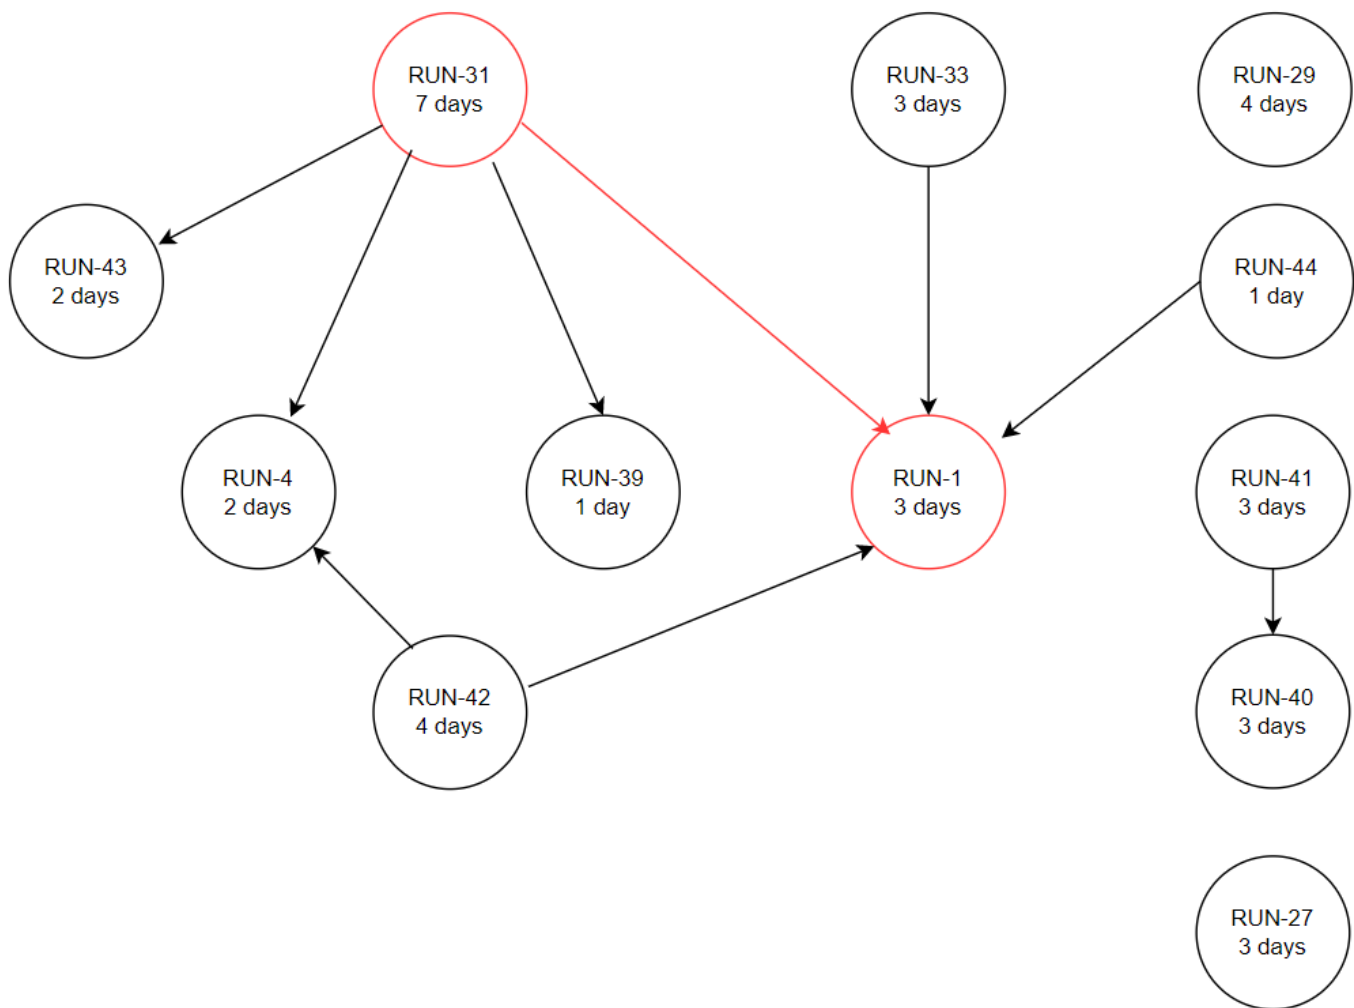 RUN-31
7 days
RUN-33
3 days
RUN-29
4 days
RUN-43
2 days
RUN-44
1 day
RUN-4
2 days
RUN-39
1 day
RUN-1
3 days
RUN-41
3 days
RUN-42
4 days
RUN-40
3 days
RUN-27
3 days